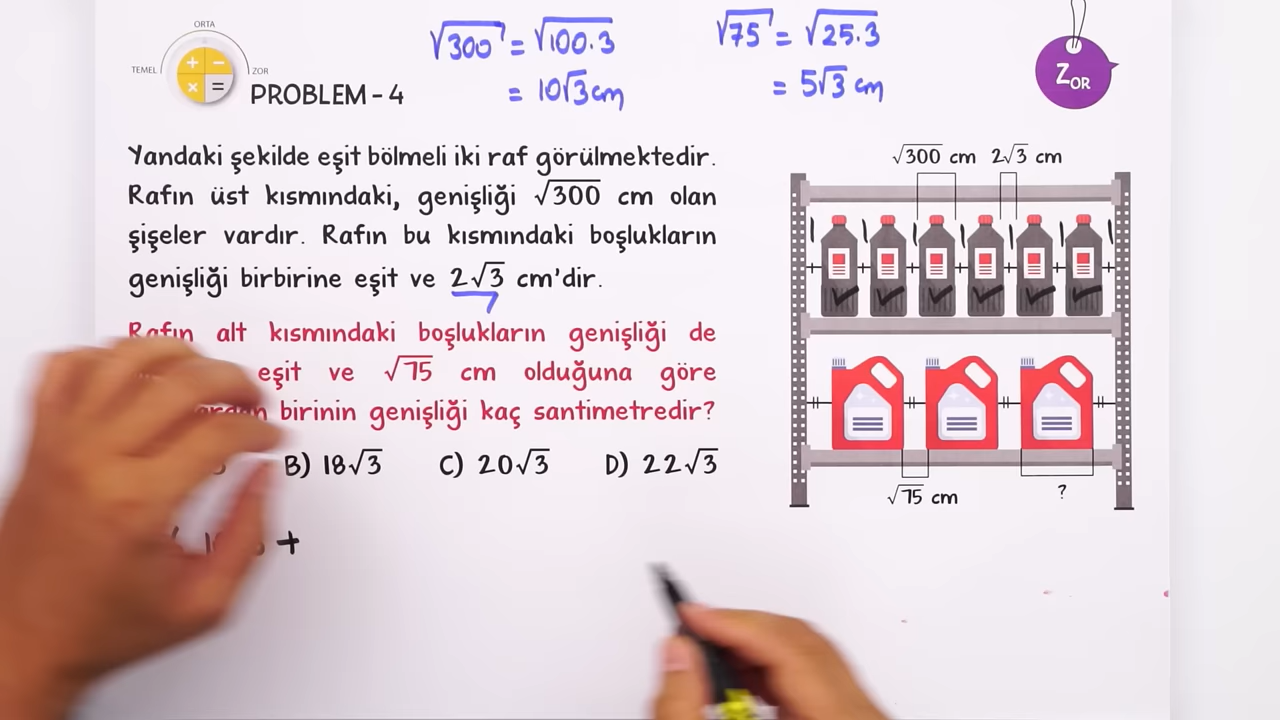 ORTA
TEMEL
ZOR
PROBLEM - 4
√300 = √100.3
= 10√3 cm
√75 = √25.3
= 5√3 cm
ZOR
Yandaki şekilde eşit bölmeli iki raf görülmektedir.
Rafın üst kısmındaki, genişliği √300 cm olan
şişeler vardır. Rafın bu kısmındaki boşlukların
genişliği birbirine eşit ve 2√3 cm'dir.
Rafın alt kısmındaki boşlukların genişliği de
eşit ve √75 cm olduğuna göre
birinin genişliği kaç santimetredir?
B) 18√3 C) 20√3 D) 22√3
+
√300 cm 2√3 cm
√75 cm ?